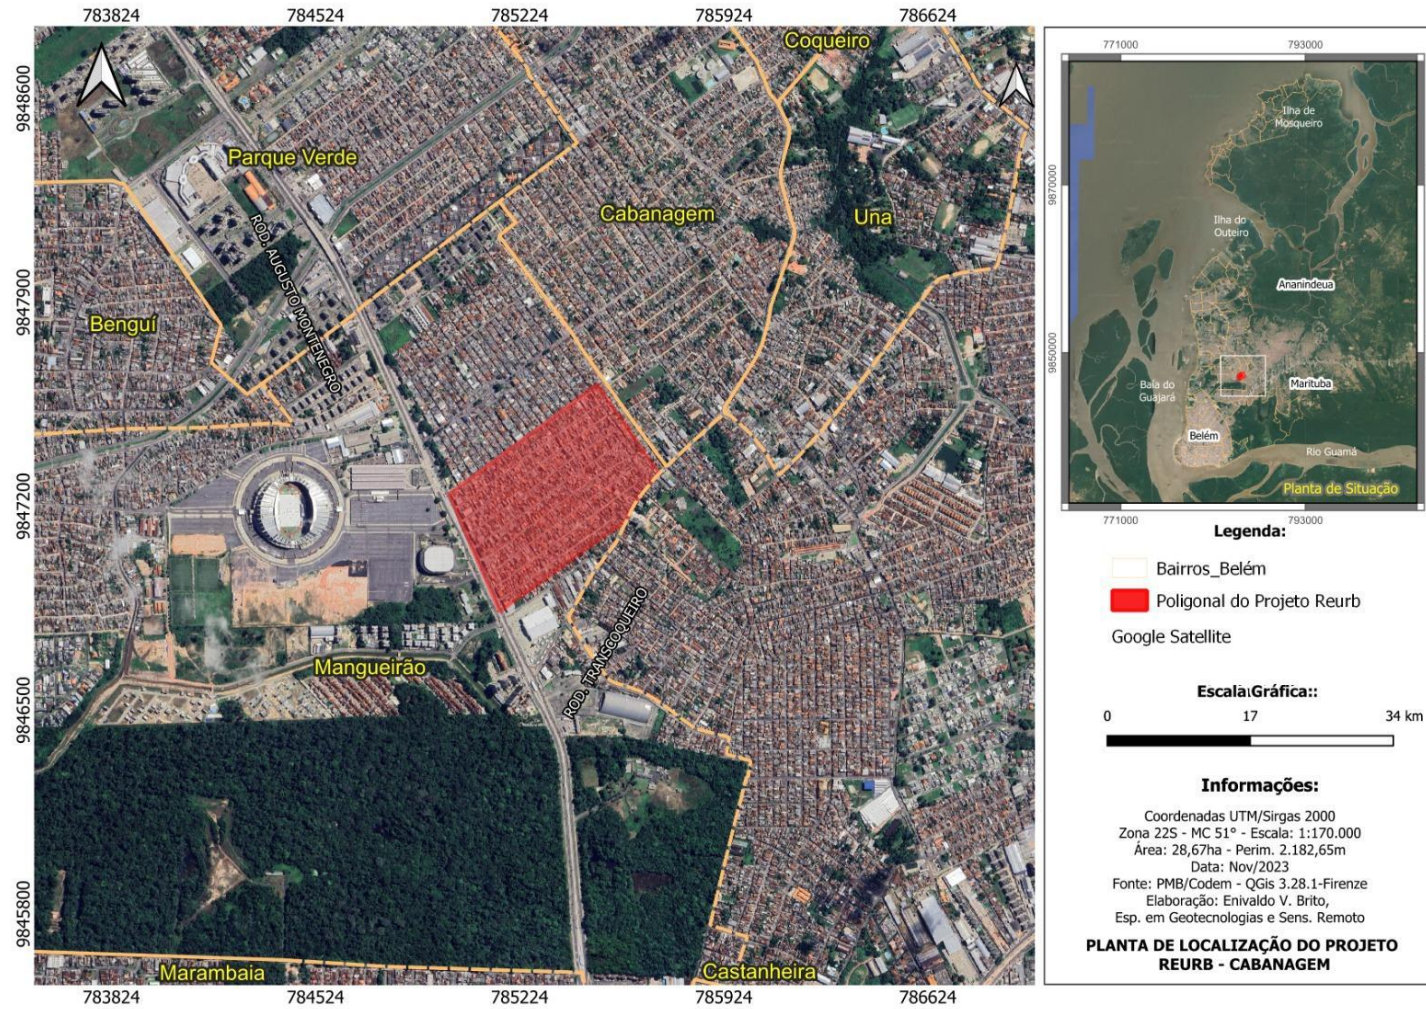 783824 784524 785224 785924 786624
9848600
9847900
9847200
9846500
9845800
Coqueiro
Parque Verde
Cabanagem
Una
ROD. AUGUSTO MONTENEGRO
Benguí
ROD. TRANSCOQUEIRO
Mangueirão
Marambaia
Castanheira
783824 784524 785224 785924 786624
771000 793000
9870000
9850000
Ilha de
Mosqueiro
Ilha do
Outeiro
Ananindeua
Baía do
Guajará
Marituba
Belém
Rio Guamá
Planta de Situação
771000 793000
Legenda:
Bairros_Belém
Poligonal do Projeto Reurb
Google Satellite
Escala Gráfica::
0 17 34 km
Informações:
Coordenadas UTM/Sirgas 2000
Zona 22S - MC 51° - Escala: 1:170.000
Área: 28,67ha - Perim. 2.182,65m
Data: Nov/2023
Fonte: PMB/Codem - QGis 3.28.1-Firenze
Elaboração: Enivaldo V. Brito,
Esp. em Geotecnologias e Sens. Remoto
PLANTA DE LOCALIZAÇÃO DO PROJETO
REURB - CABANAGEM